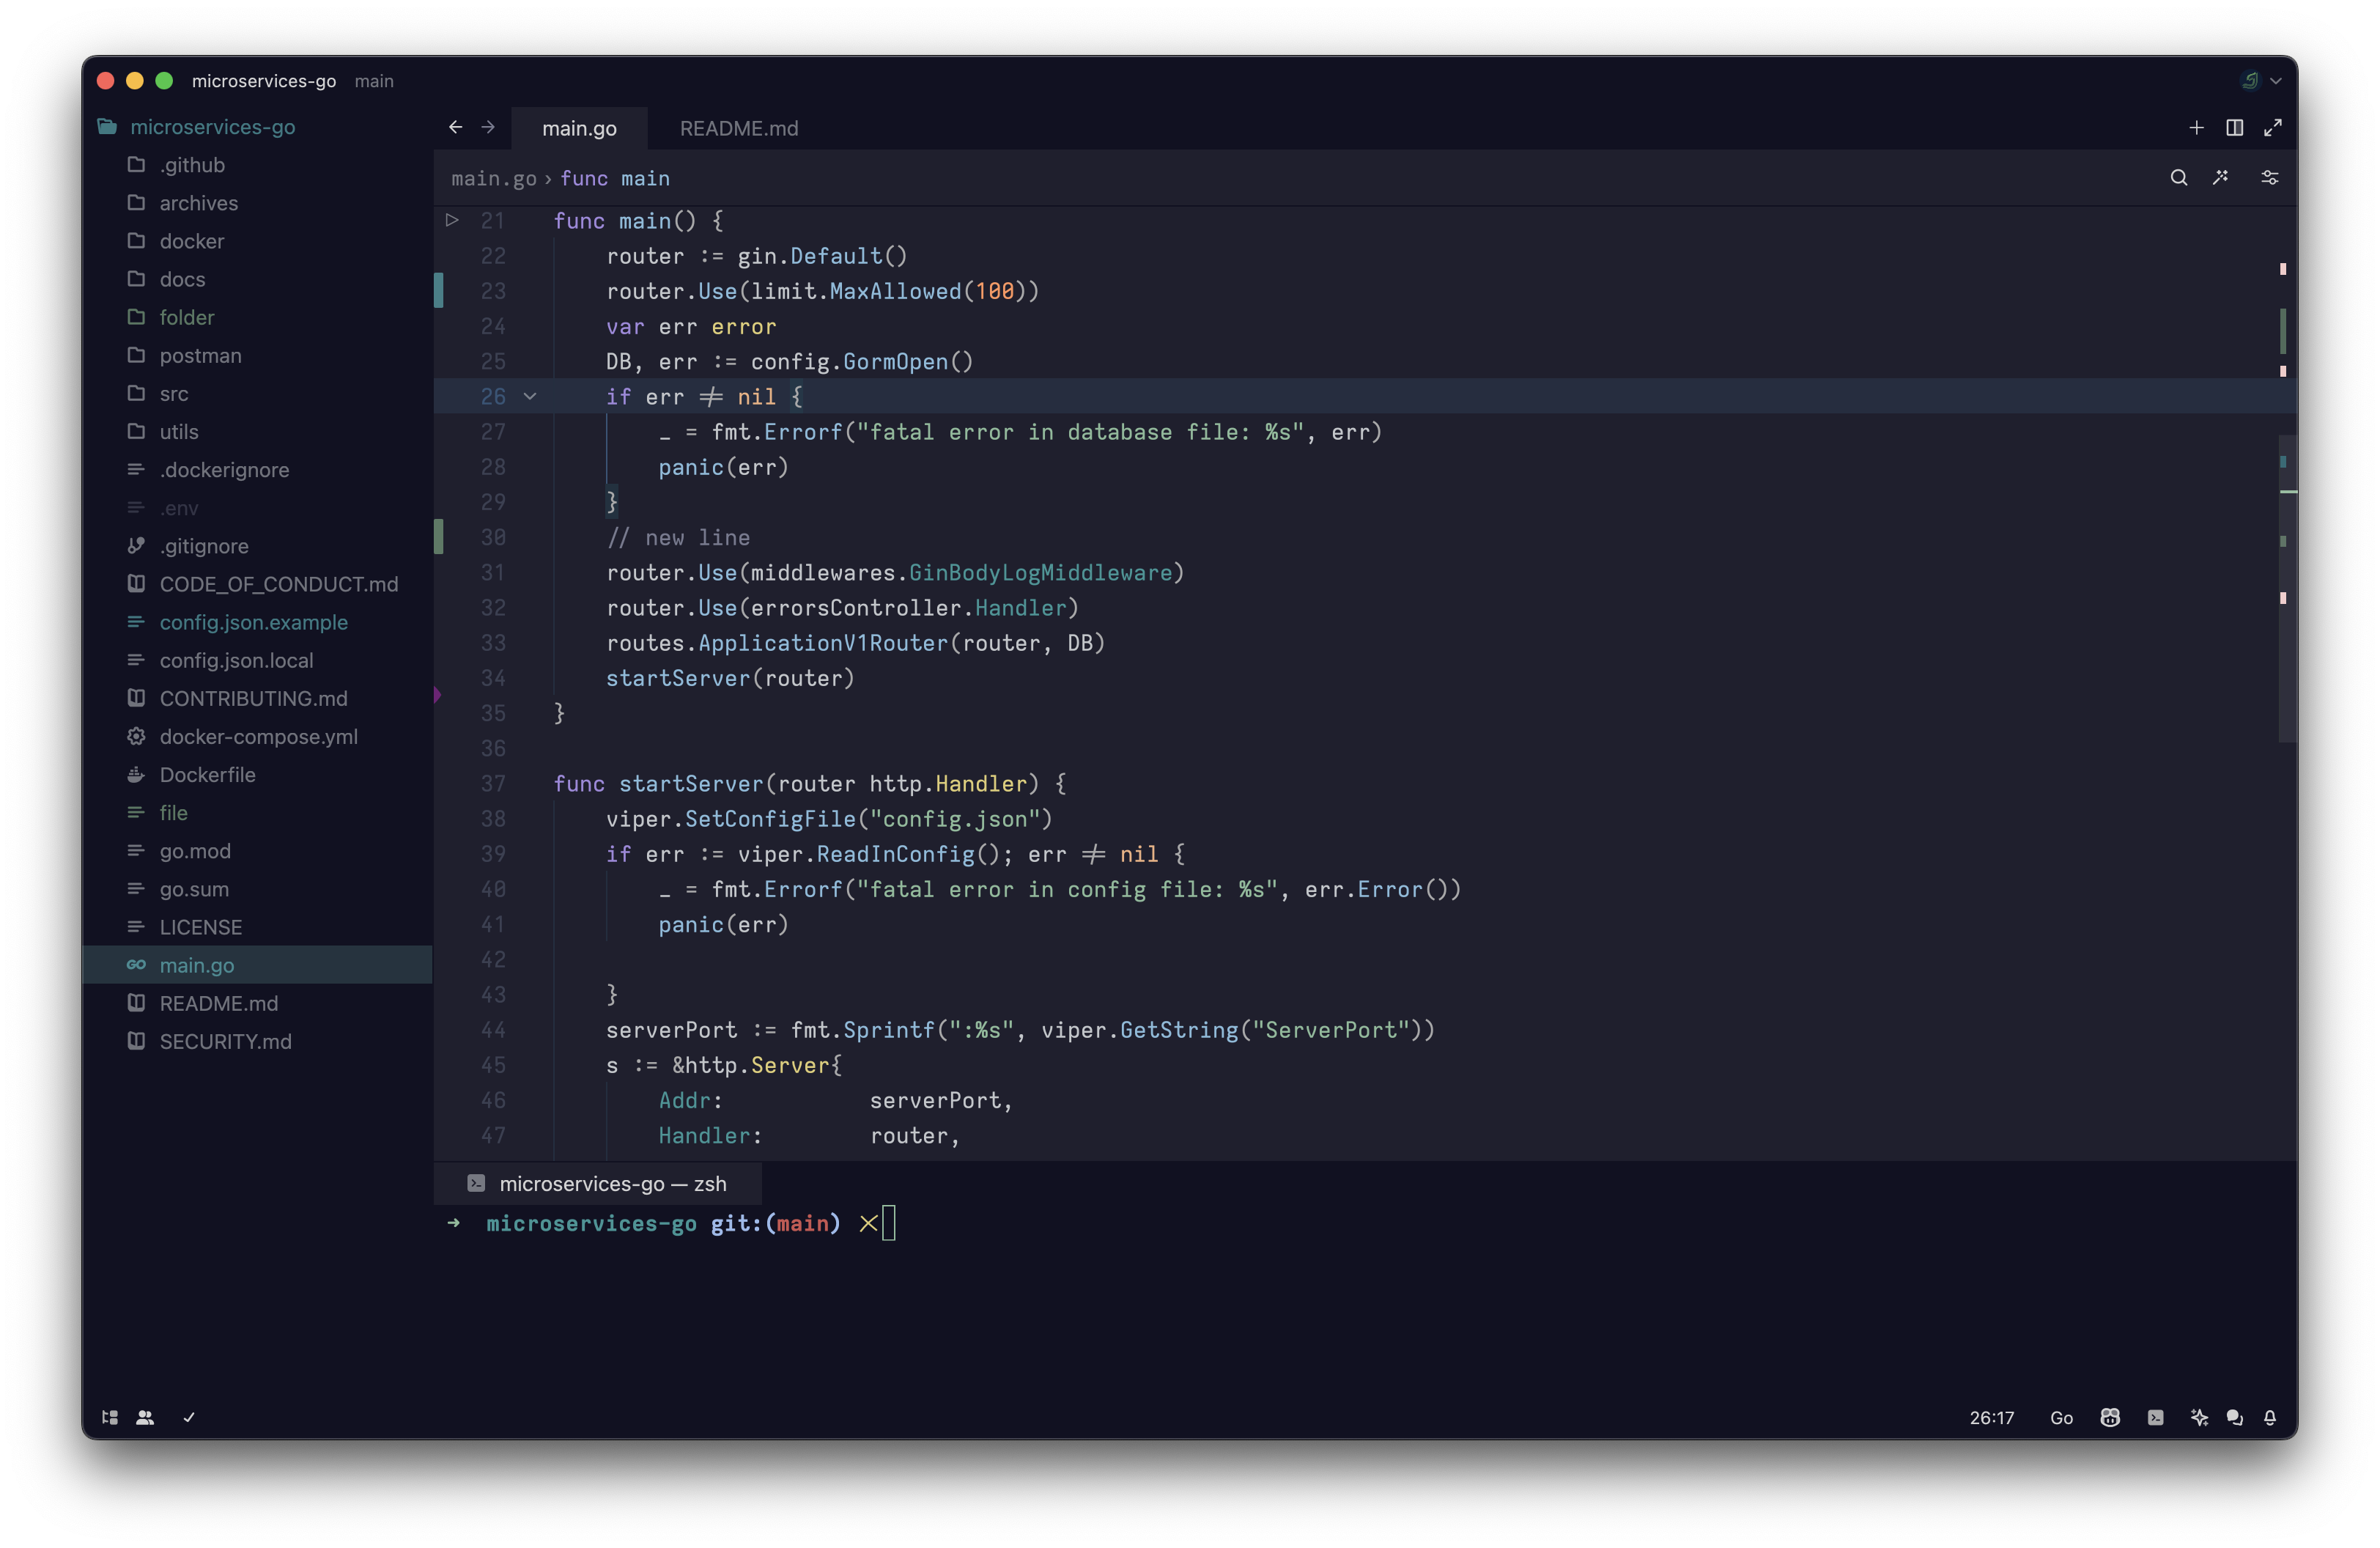 microservices-go main
microservices-go
.github
archives
docker
docs
folder
postman
src
utils
.dockerignore
.env
.gitignore
CODE_OF_CONDUCT.md
config.json.example
config.json.local
CONTRIBUTING.md
docker-compose.yml
Dockerfile
file
go.mod
go.sum
LICENSE
GO main.go
README.md
SECURITY.md
main.go README.md
main.go › func main
21 func main() {
22 router := gin.Default()
23 router.Use(limit.MaxAllowed(100))
24 var err error
25 DB, err := config.GormOpen()
26 if err != nil {
27 _ = fmt.Errorf("fatal error in database file: %s", err)
28 panic(err)
29 }
30 // new line
31 router.Use(middlewares.GinBodyLogMiddleware)
32 router.Use(errorsController.Handler)
33 routes.ApplicationV1Router(router, DB)
34 startServer(router)
35 }
36
37 func startServer(router http.Handler) {
38 viper.SetConfigFile("config.json")
39 if err := viper.ReadInConfig(); err != nil {
40 _ = fmt.Errorf("fatal error in config file: %s", err.Error())
41 panic(err)
42
43 }
44 serverPort := fmt.Sprintf(":%s", viper.GetString("ServerPort"))
45 s := &http.Server{
46 Addr: serverPort,
47 Handler: router,
microservices-go — zsh
➜ microservices-go git:(main) ✗
26:17 Go